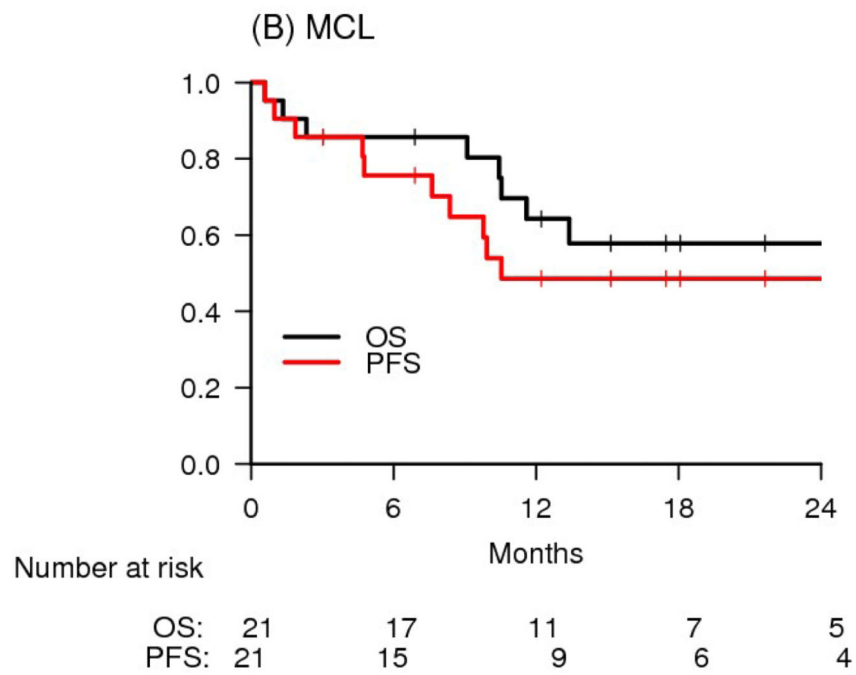 (B) MCL
1.0
0.8
0.6
0.4
0.2
0.0
OS
PFS
0 6 12 18 24
Months
Number at risk
OS: 21 17 11 7 5
PFS: 21 15 9 6 4